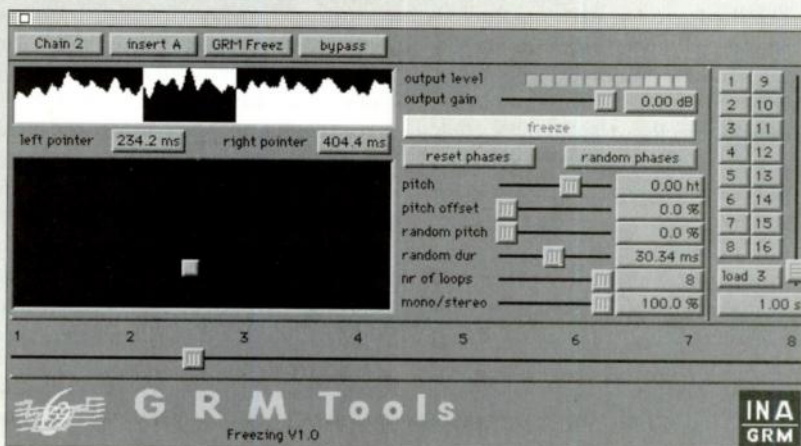 Chain 2 insert A GRM Freez bypass
output level
output gain 0.00 dB
freeze
left pointer 234.2 ms right pointer 404.4 ms
reset phases random phases
pitch 0.00 ht
pitch offset 0.0 %
random pitch 0.0 %
random dur 30.34 ms
nr of loops 8
mono/stereo 100.0 %
1 9
2 10
3 11
4 12
5 13
6 14
7 15
8 16
load 3
1.00 s
1 2 3 4 5 6 7 8
GRM Tools
Freezing V1.0
INA
GRM